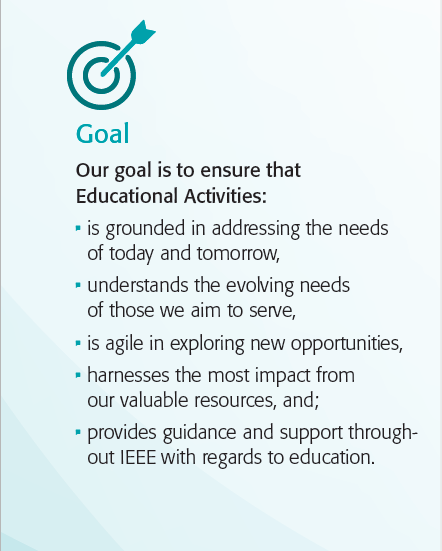 Goal
Our goal is to ensure that
Educational Activities:
▪ is grounded in addressing the needs
of today and tomorrow,
▪ understands the evolving needs
of those we aim to serve,
▪ is agile in exploring new opportunities,
▪ harnesses the most impact from
our valuable resources, and;
▪ provides guidance and support through-
out IEEE with regards to education.